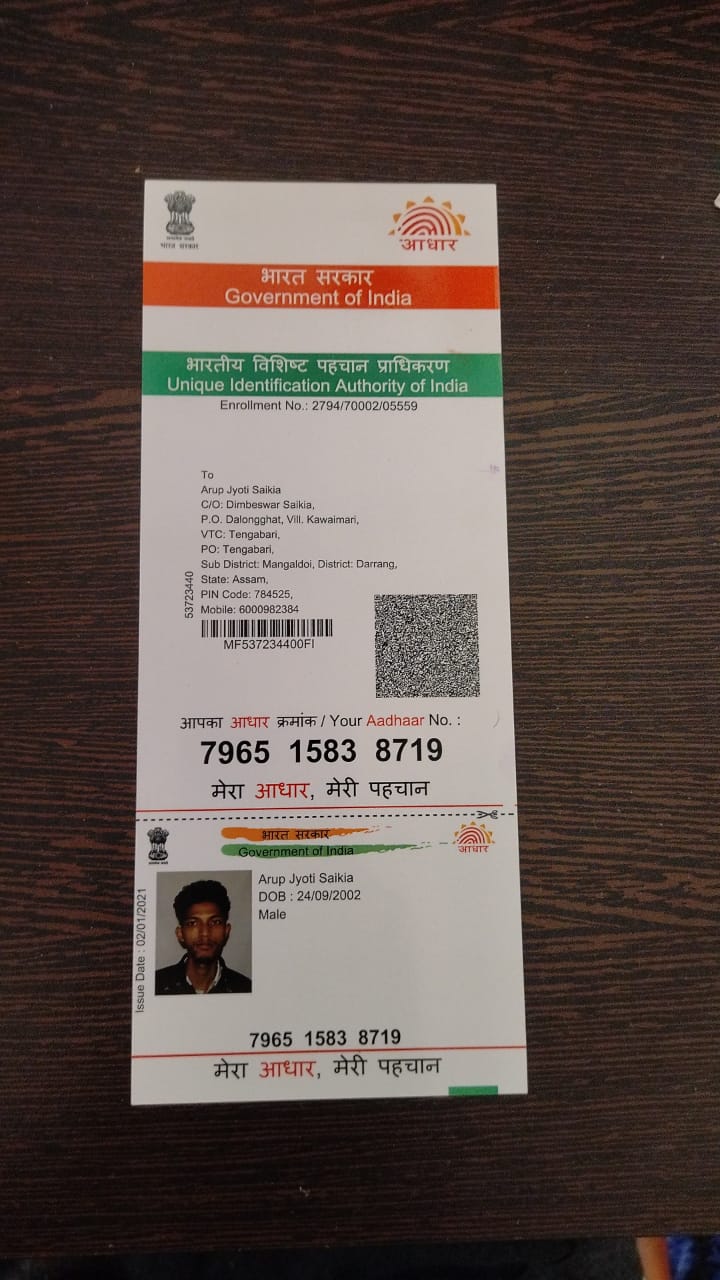 भारत सरकार
आधार
भारत सरकार
Government of India
भारतीय विशिष्ट पहचान प्राधिकरण
Unique Identification Authority of India
Enrollment No.: 2794/70002/05559
To
Arup Jyoti Saikia
C/O: Dimbeswar Saikia,
P.O. Dalongghat, Vill. Kawaimari,
VTC: Tengabari,
PO: Tengabari,
Sub District: Mangaldoi, District: Darrang,
State: Assam,
PIN Code: 784525,
Mobile: 6000982384
53723440
MF537234400FI
आपका आधार क्रमांक / Your Aadhaar No. :
7965 1583 8719
मेरा आधार, मेरी पहचान
भारत सरकार
Government of India
आधार
Arup Jyoti Saikia
DOB : 24/09/2002
Male
Issue Date : 02/01/2021
7965 1583 8719
मेरा आधार, मेरी पहचान